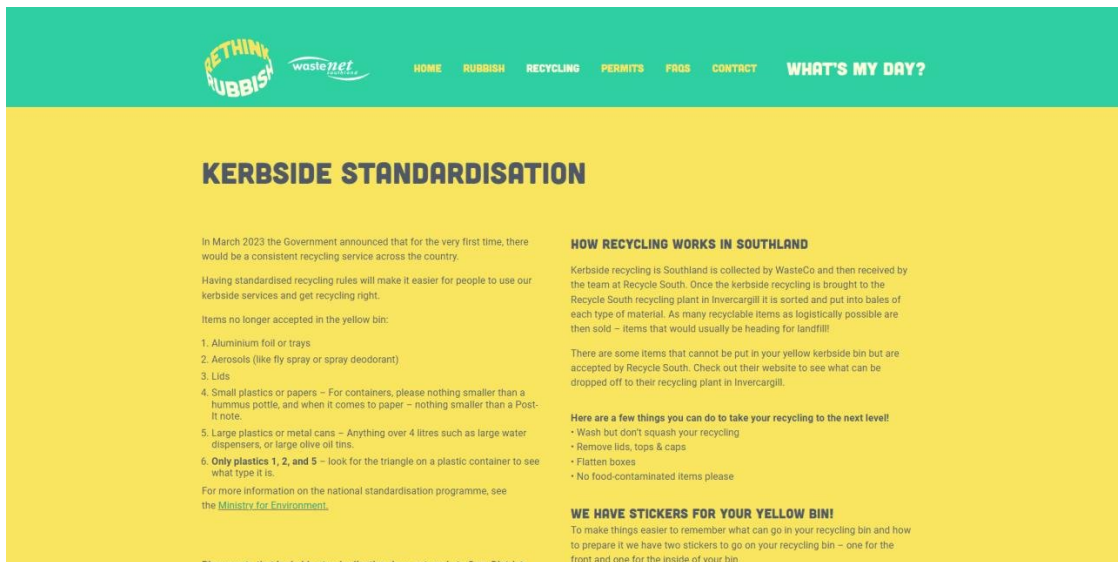 RETHINK RUBBISH
waste net
southland
HOME RUBBISH RECYCLING PERMITS FAQS CONTACT WHAT'S MY DAY?
KERBSIDE STANDARDISATION
In March 2023 the Government announced that for the very first time, there
would be a consistent recycling service across the country.
Having standardised recycling rules will make it easier for people to use our
kerbside services and get recycling right.
Items no longer accepted in the yellow bin:
1. Aluminium foil or trays
2. Aerosols (like fly spray or spray deodorant)
3. Lids
4. Small plastics or papers – For containers, please nothing smaller than a
hummus pottle, and when it comes to paper – nothing smaller than a Post-
It note.
5. Large plastics or metal cans – Anything over 4 litres such as large water
dispensers, or large olive oil tins.
6. Only plastics 1, 2, and 5 – look for the triangle on a plastic container to see
what type it is.
For more information on the national standardisation programme, see
the Ministry for Environment.
HOW RECYCLING WORKS IN SOUTHLAND
Kerbside recycling is Southland is collected by WasteCo and then received by
the team at Recycle South. Once the kerbside recycling is brought to the
Recycle South recycling plant in Invercargill it is sorted and put into bales of
each type of material. As many recyclable items as logistically possible are
then sold – items that would usually be heading for landfill!
There are some items that cannot be put in your yellow kerbside bin but are
accepted by Recycle South. Check out their website to see what can be
dropped off to their recycling plant in Invercargill.
Here are a few things you can do to take your recycling to the next level!
• Wash but don't squash your recycling
• Remove lids, tops & caps
• Flatten boxes
• No food-contaminated items please
WE HAVE STICKERS FOR YOUR YELLOW BIN!
To make things easier to remember what can go in your recycling bin and how
to prepare it we have two stickers to go on your recycling bin – one for the
front and one for the inside of your bin.